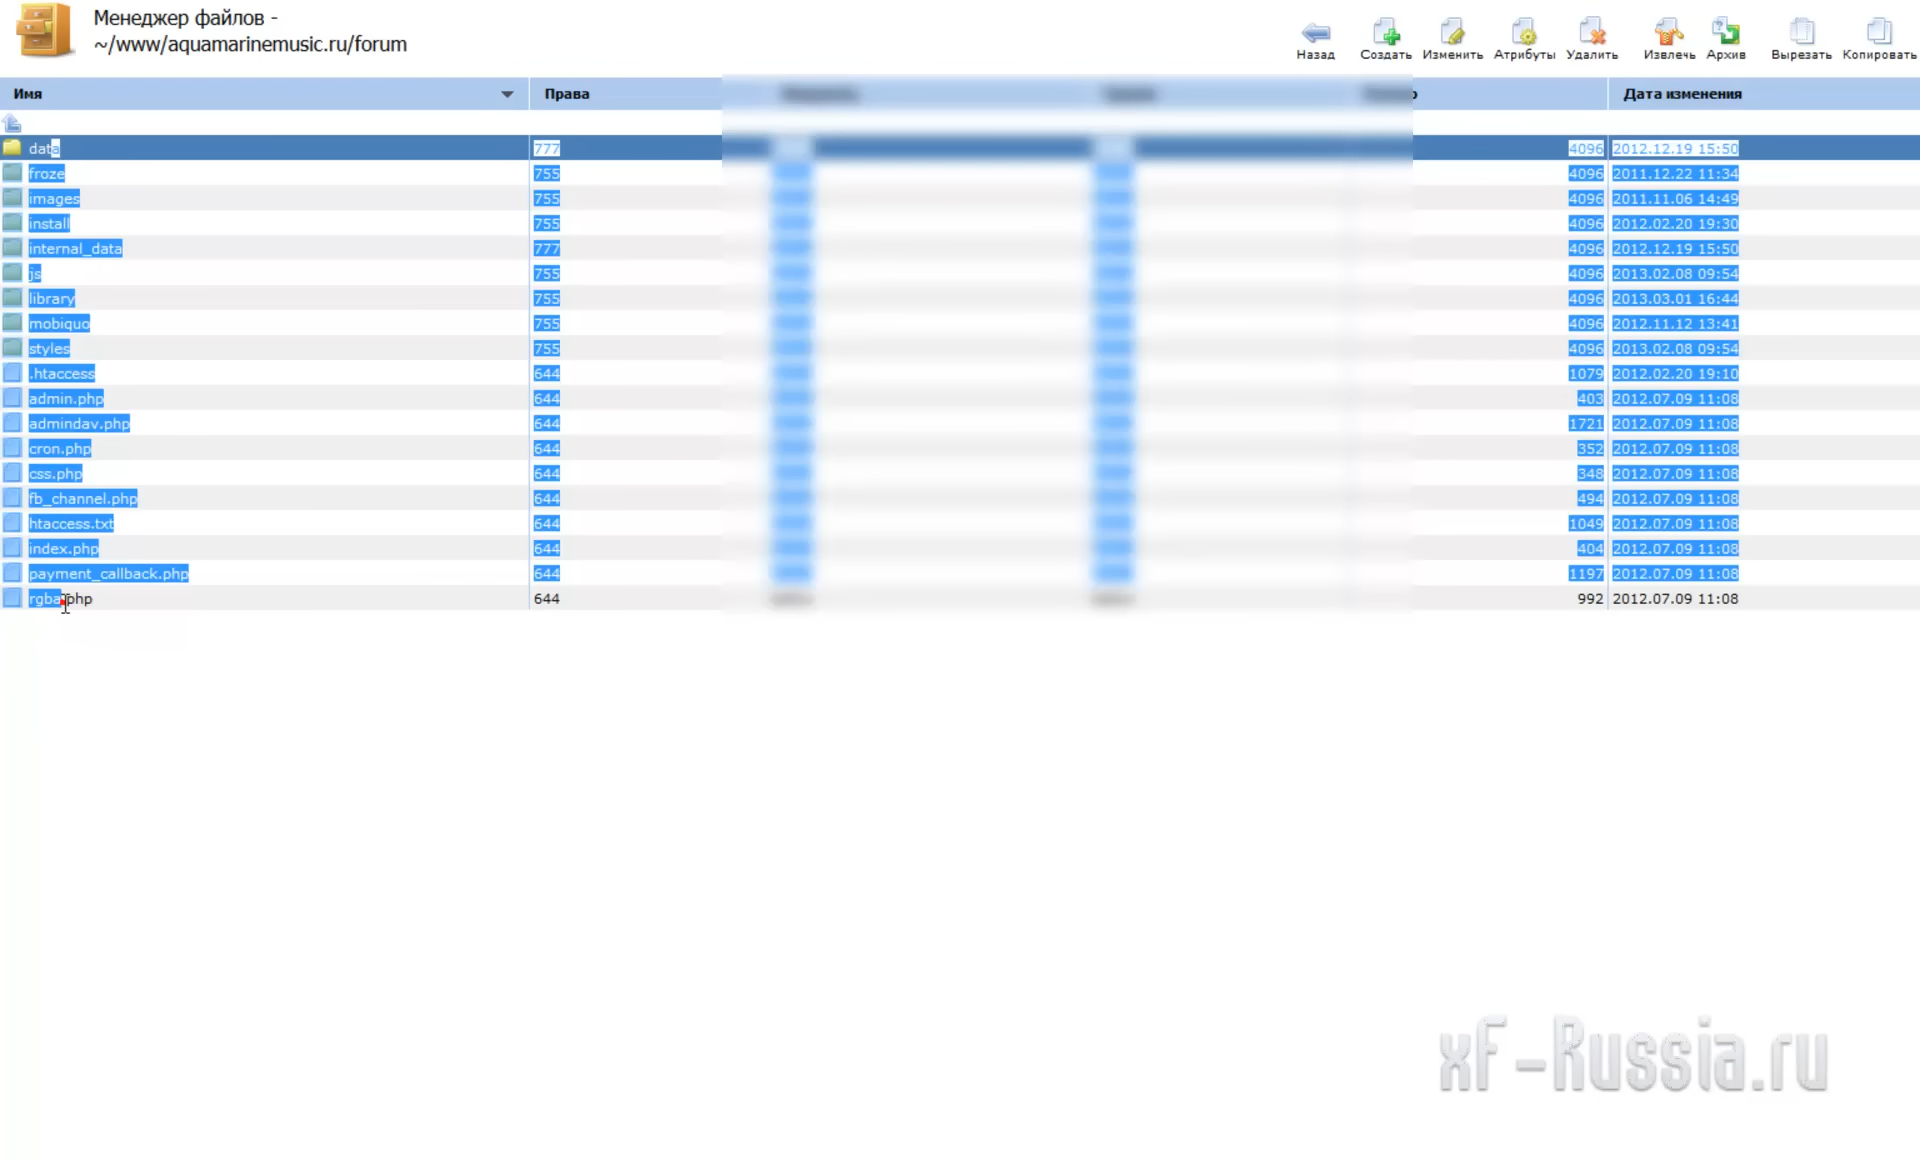 Менеджер файлов -
~/www/aquamarinemusic.ru/forum
Назад Создать Изменить Атрибуты Удалить Извлечь Архив Вырезать Копировать
Имя Права Дата изменения
data 777 4096 2012.12.19 15:50
froze 755 4096 2011.12.22 11:34
images 755 4096 2011.11.06 14:49
install 755 4096 2012.02.20 19:30
internal_data 777 4096 2012.12.19 15:50
js 755 4096 2013.02.08 09:54
library 755 4096 2013.03.01 16:44
mobiquo 755 4096 2012.11.12 13:41
styles 755 4096 2013.02.08 09:54
.htaccess 644 1079 2012.02.20 19:10
admin.php 644 403 2012.07.09 11:08
admindav.php 644 1721 2012.07.09 11:08
cron.php 644 352 2012.07.09 11:08
css.php 644 348 2012.07.09 11:08
fb_channel.php 644 494 2012.07.09 11:08
htaccess.txt 644 1049 2012.07.09 11:08
index.php 644 404 2012.07.09 11:08
payment_callback.php 644 1197 2012.07.09 11:08
rgba.php 644 992 2012.07.09 11:08
xF-Russia.ru